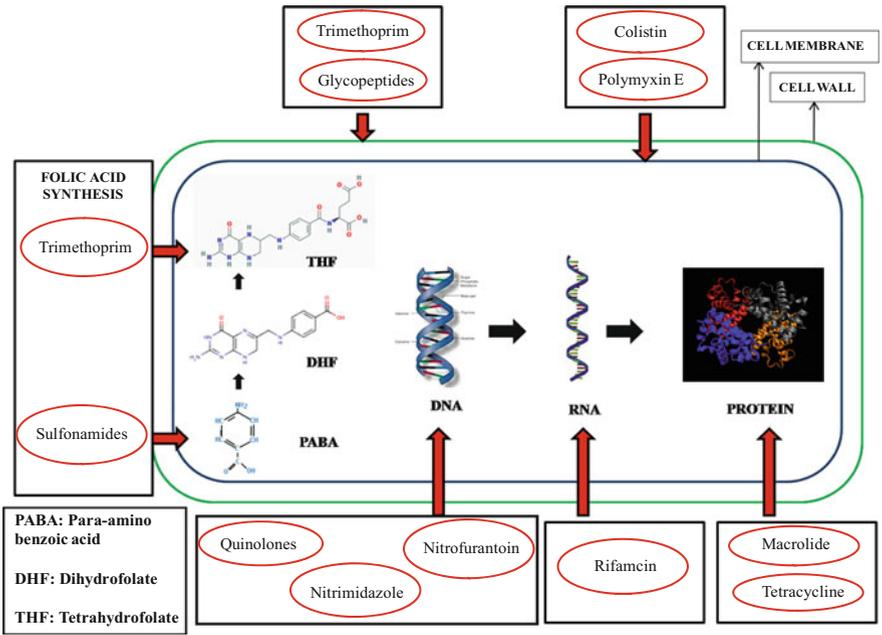 Trimethoprim
Glycopeptides
Colistin
Polymyxin E
CELL MEMBRANE
CELL WALL
FOLIC ACID
SYNTHESIS
Trimethoprim
Sulfonamides
THF
DHF
PABA
DNA
RNA
PROTEIN
PABA: Para-amino
benzoic acid
DHF: Dihydrofolate
THF: Tetrahydrofolate
Quinolones
Nitrofurantoin
Nitrimidazole
Rifamcin
Macrolide
Tetracycline